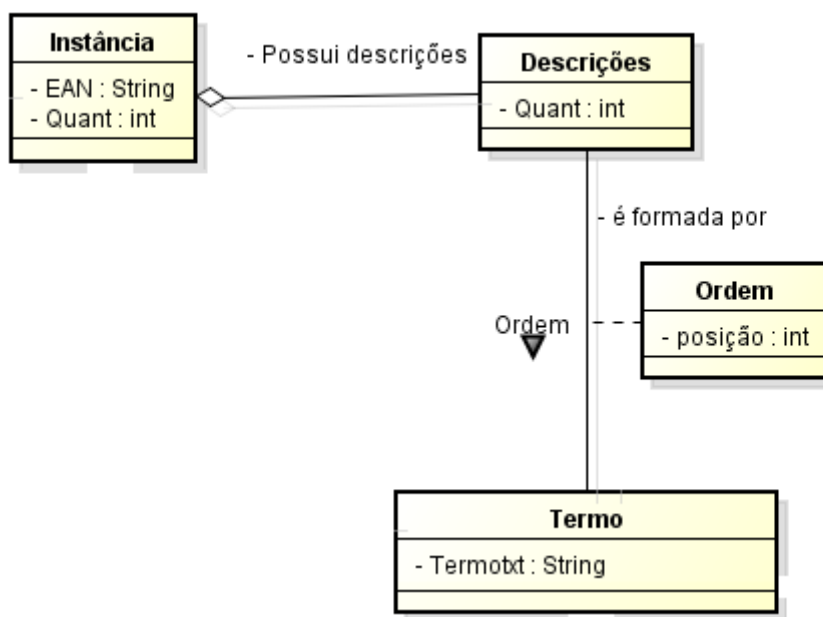 Instância
- EAN : String
- Quant : int
- Possui descrições
Descrições
- Quant : int
- é formada por
Ordem
Ordem
- posição : int
Termo
- Termotxt : String